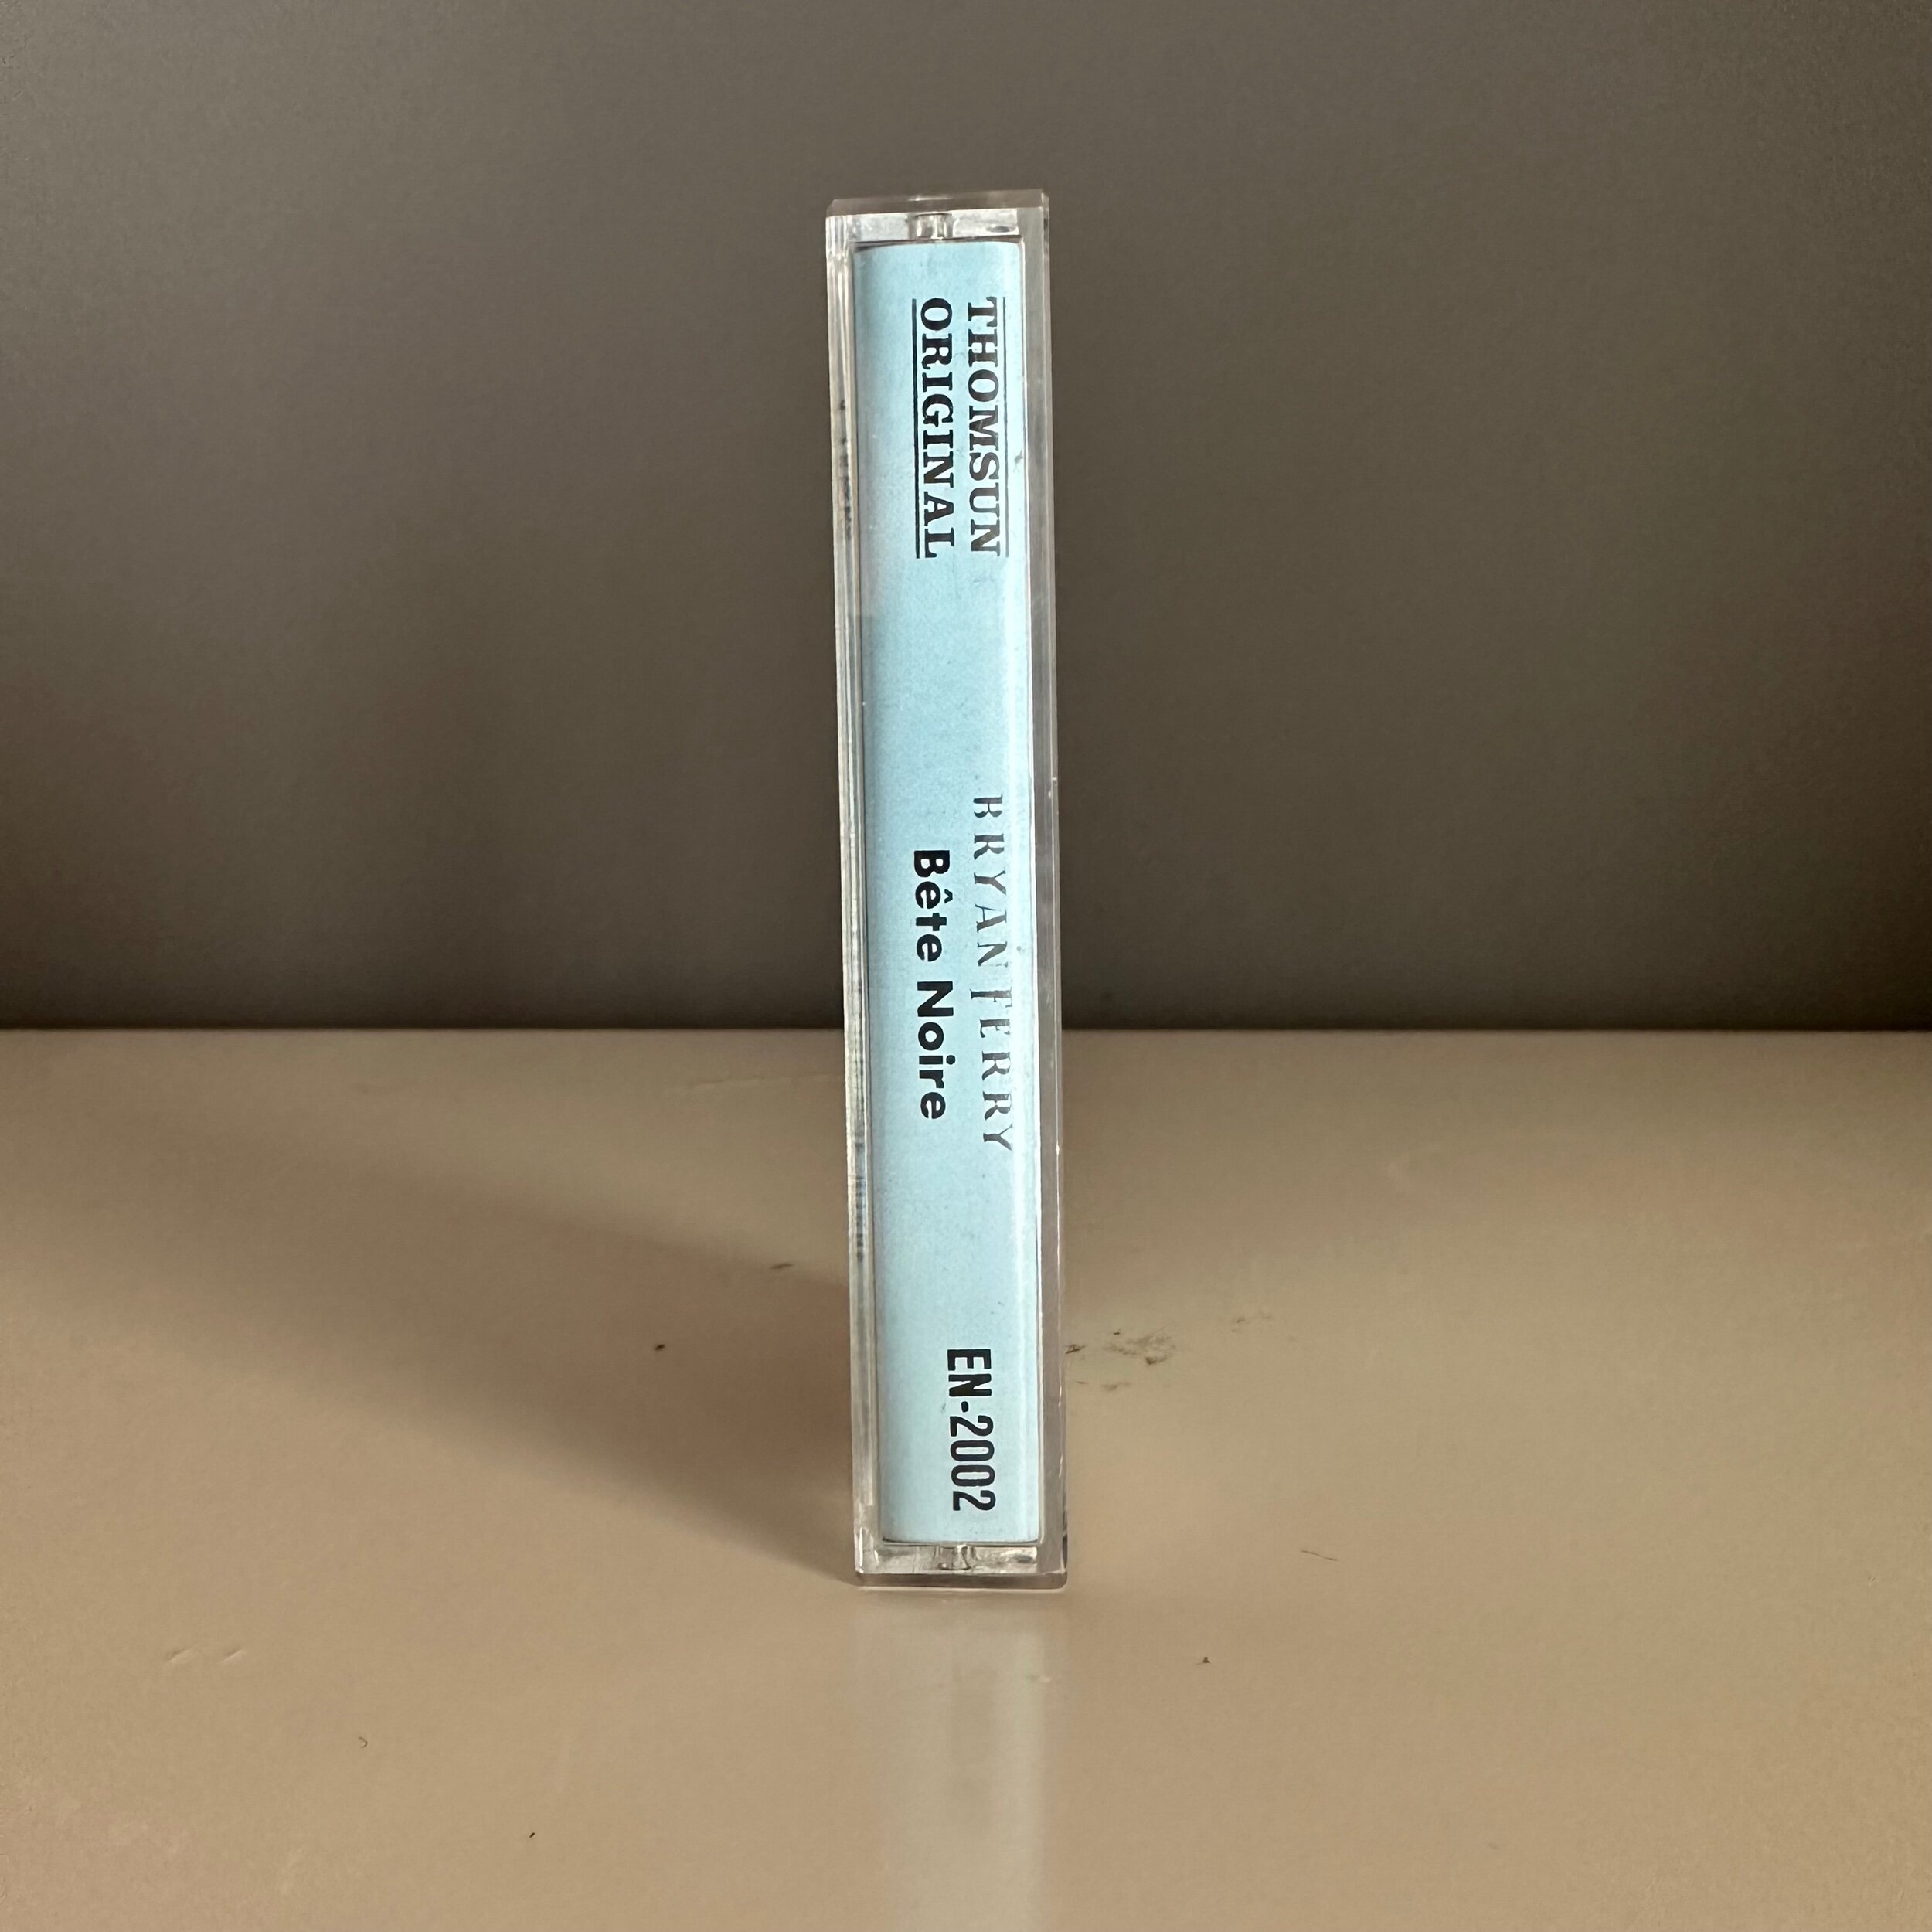 THOMSUN
ORIGINAL
BRYAN FERRY
Bête Noire
EN-2002